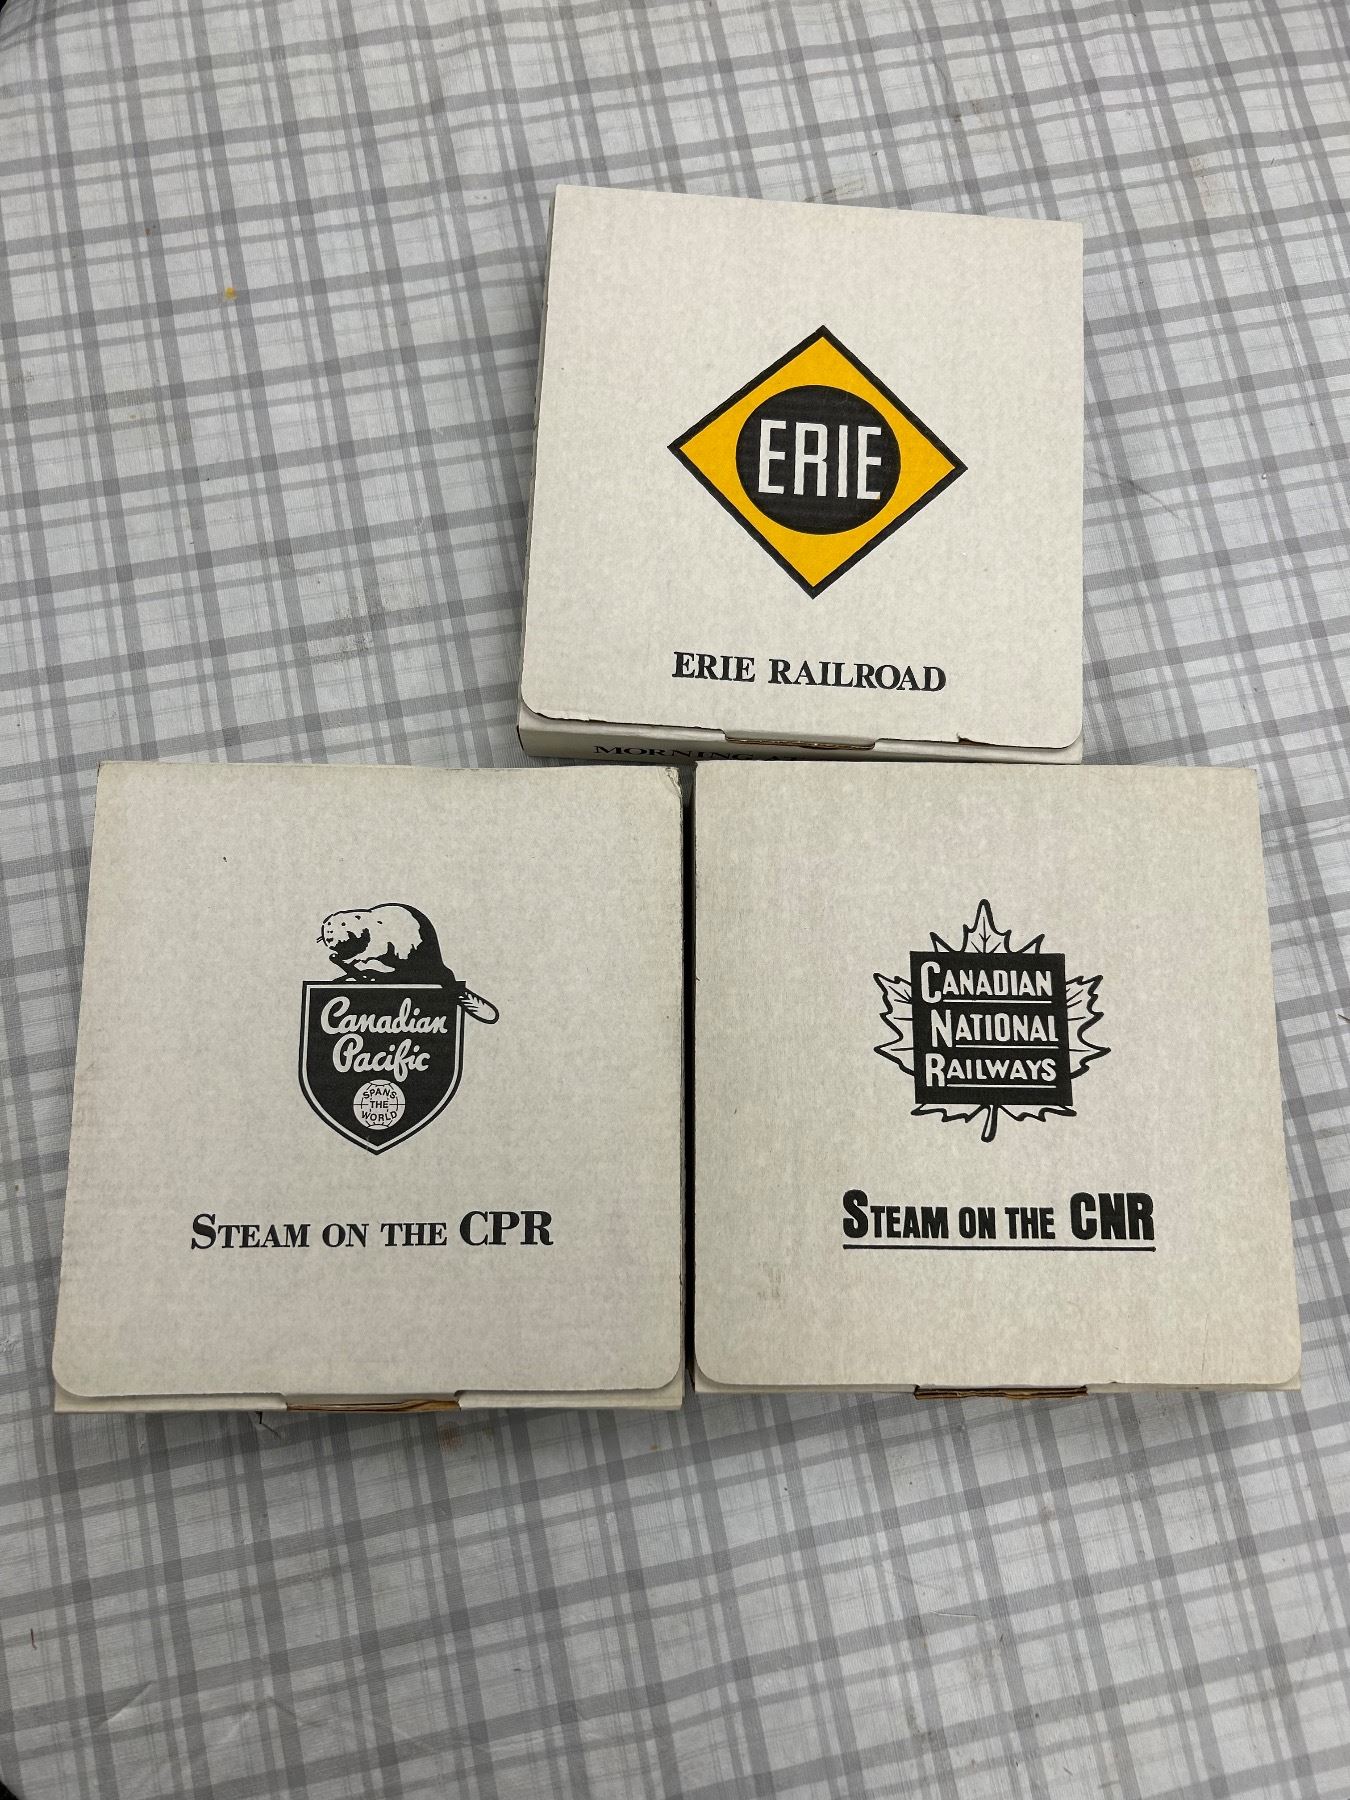 ERIE
ERIE RAILROAD
MORNING
Canadian
Pacific
SPANS
THE
WORLD
STEAM ON THE CPR
CANADIAN
NATIONAL
RAILWAYS
STEAM ON THE CNR